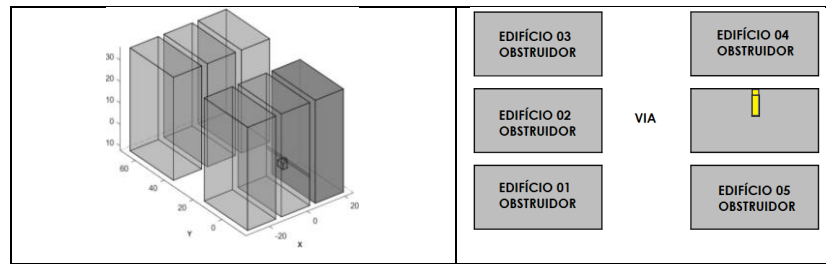 30
20
10
0
10
60
40
20
0
Y
-20
0
20
X
EDIFÍCIO 03
OBSTRUIDOR
EDIFÍCIO 04
OBSTRUIDOR
EDIFÍCIO 02
OBSTRUIDOR
VIA
EDIFÍCIO 01
OBSTRUIDOR
EDIFÍCIO 05
OBSTRUIDOR